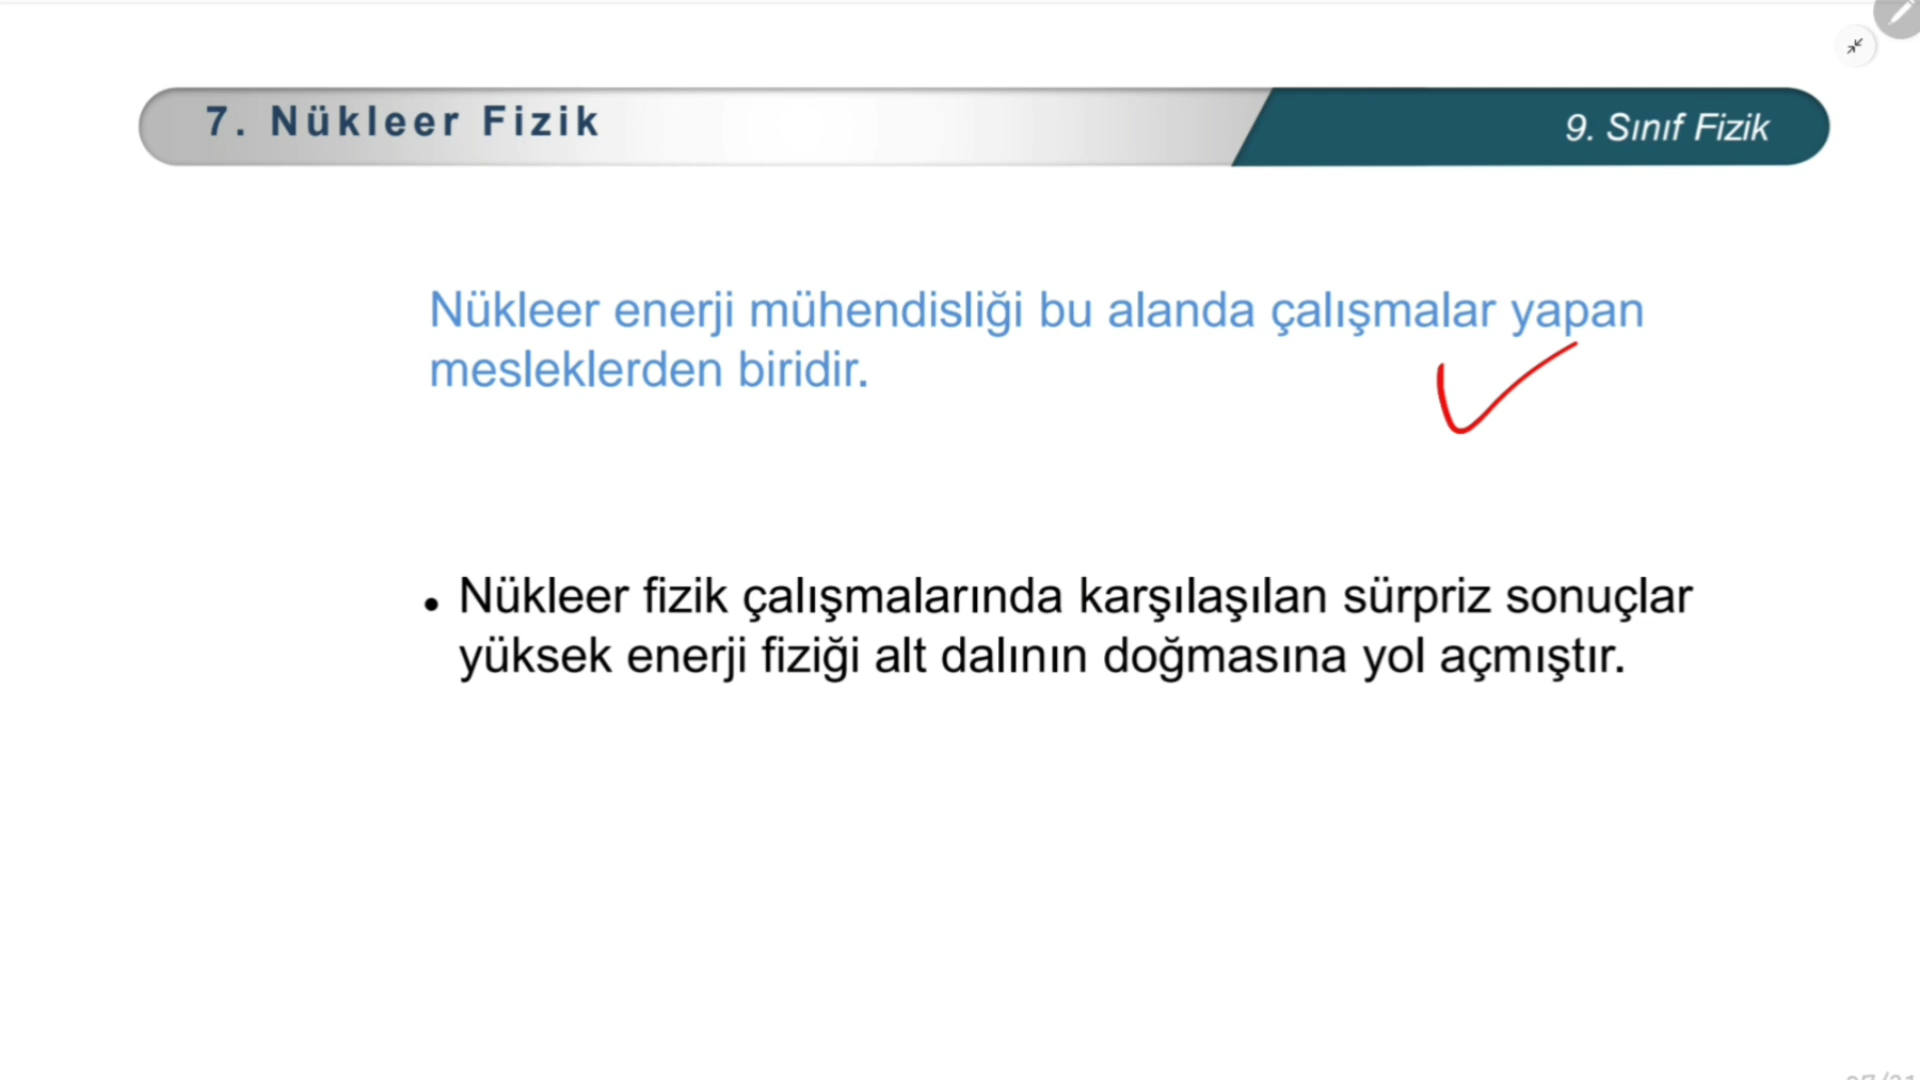 7. Nükleer Fizik
9. Sınıf Fizik
Nükleer enerji mühendisliği bu alanda çalışmalar yapan
mesleklerden biridir.
• Nükleer fizik çalışmalarında karşılaşılan sürpriz sonuçlar
yüksek enerji fiziği alt dalının doğmasına yol açmıştır.